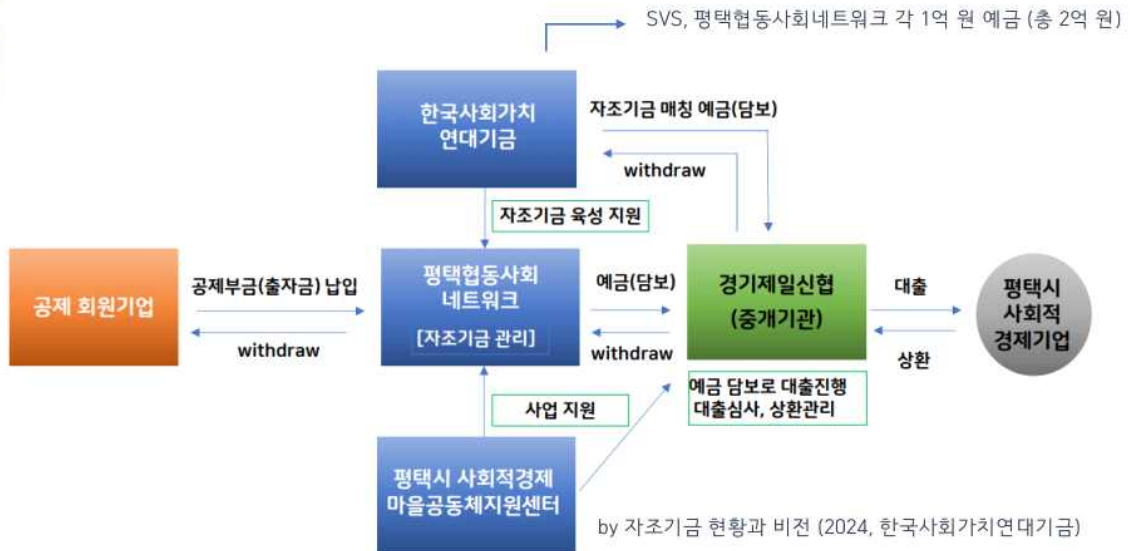 SVS, 평택협동사회네트워크 각 1억 원 예금 (총 2억 원)
한국사회가치
연대기금
자조기금 매칭 예금(담보)
withdraw
자조기금 육성 지원
공제 회원기업
공제부금(출자금) 납입
withdraw
평택협동사회
네트워크
[자조기금 관리]
예금(담보)
withdraw
경기제일신협
(중개기관)
대출
상환
평택시
사회적
경제기업
예금 담보로 대출진행
대출심사, 상환관리
사업 지원
평택시 사회적경제
마을공동체지원센터
by 자조기금 현황과 비전 (2024, 한국사회가치연대기금)